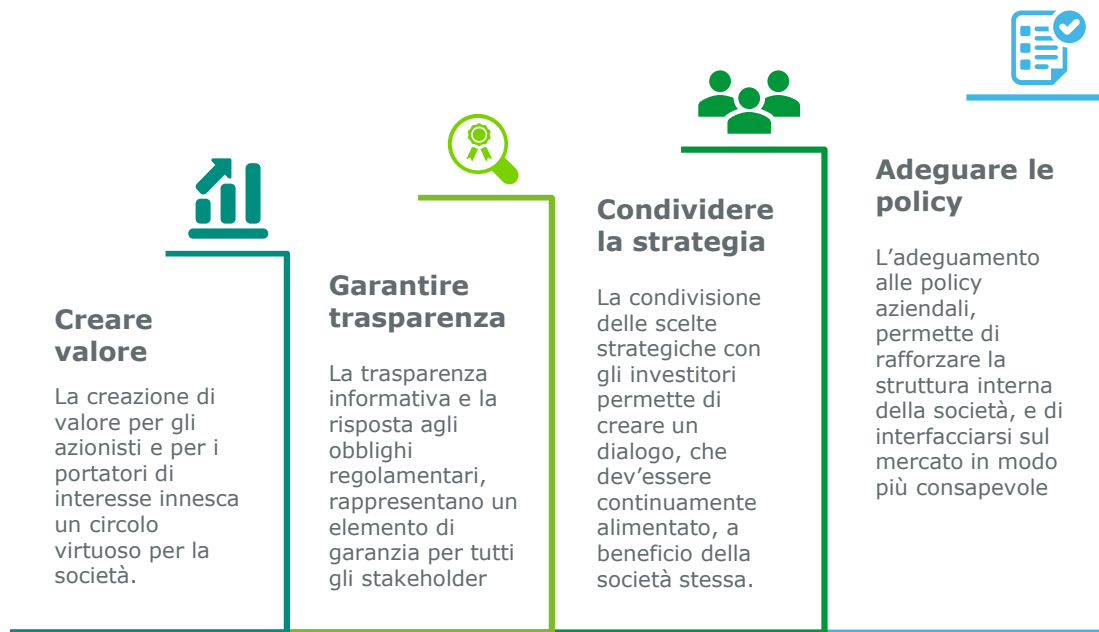 Creare
valore
La creazione di
valore per gli
azionisti e per i
portatori di
interesse innesca
un circolo
virtuoso per la
società.
Garantire
trasparenza
La trasparenza
informativa e la
risposta agli
obblighi
regolamentari,
rappresentano un
elemento di
garanzia per tutti
gli stakeholder
Condividere
la strategia
La condivisione
delle scelte
strategiche con
gli investitori
permette di
creare un
dialogo, che
dev’essere
continuamente
alimentato, a
beneficio della
società stessa.
Adeguare le
policy
L’adeguamento
alle policy
aziendali,
permette di
rafforzare la
struttura interna
della società, e di
interfacciarsi sul
mercato in modo
più consapevole